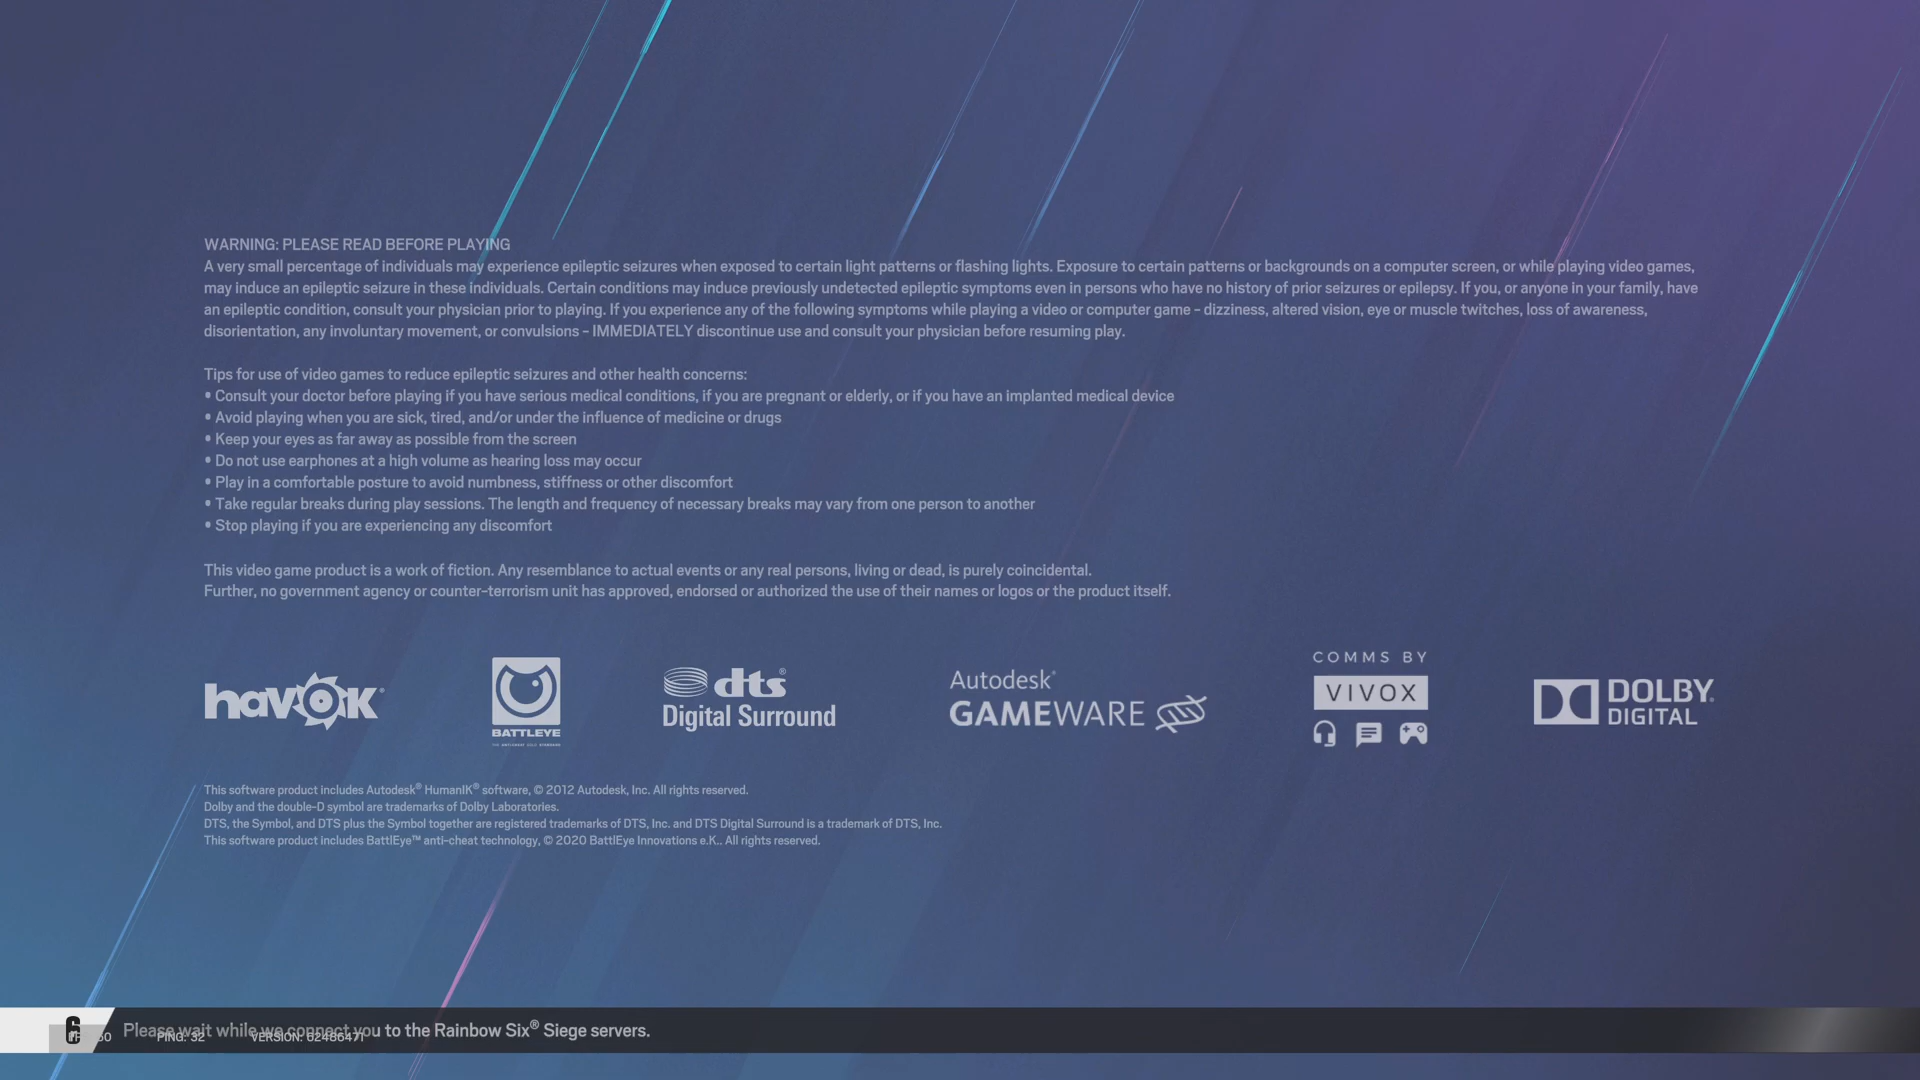 WARNING: PLEASE READ BEFORE PLAYING
A very small percentage of individuals may experience epileptic seizures when exposed to certain light patterns or flashing lights. Exposure to certain patterns or backgrounds on a computer screen, or while playing video games,
may induce an epileptic seizure in these individuals. Certain conditions may induce previously undetected epileptic symptoms even in persons who have no history of prior seizures or epilepsy. If you, or anyone in your family, have
an epileptic condition, consult your physician prior to playing. If you experience any of the following symptoms while playing a video or computer game - dizziness, altered vision, eye or muscle twitches, loss of awareness,
disorientation, any involuntary movement, or convulsions - IMMEDIATELY discontinue use and consult your physician before resuming play.
Tips for use of video games to reduce epileptic seizures and other health concerns:
• Consult your doctor before playing if you have serious medical conditions, if you are pregnant or elderly, or if you have an implanted medical device
• Avoid playing when you are sick, tired, and/or under the influence of medicine or drugs
• Keep your eyes as far away as possible from the screen
• Do not use earphones at a high volume as hearing loss may occur
• Play in a comfortable posture to avoid numbness, stiffness or other discomfort
• Take regular breaks during play sessions. The length and frequency of necessary breaks may vary from one person to another
• Stop playing if you are experiencing any discomfort
This video game product is a work of fiction. Any resemblance to actual events or any real persons, living or dead, is purely coincidental.
Further, no government agency or counter-terrorism unit has approved, endorsed or authorized the use of their names or logos or the product itself.
havok®
BATTLEYE
THE ANTI-CHEAT GOLD STANDARD
dts®
Digital Surround
Autodesk®
GAMEWARE
COMMS BY
VIVOX
DOLBY®
DIGITAL
This software product includes Autodesk® HumanIK® software, © 2012 Autodesk, Inc. All rights reserved.
Dolby and the double-D symbol are trademarks of Dolby Laboratories.
DTS, the Symbol, and DTS plus the Symbol together are registered trademarks of DTS, Inc. and DTS Digital Surround is a trademark of DTS, Inc.
This software product includes BattlEye™ anti-cheat technology, © 2020 BattlEye Innovations e.K.. All rights reserved.
6
Please wait while we connect you to the Rainbow Six® Siege servers.
PING: 32
VERSION: 62486471